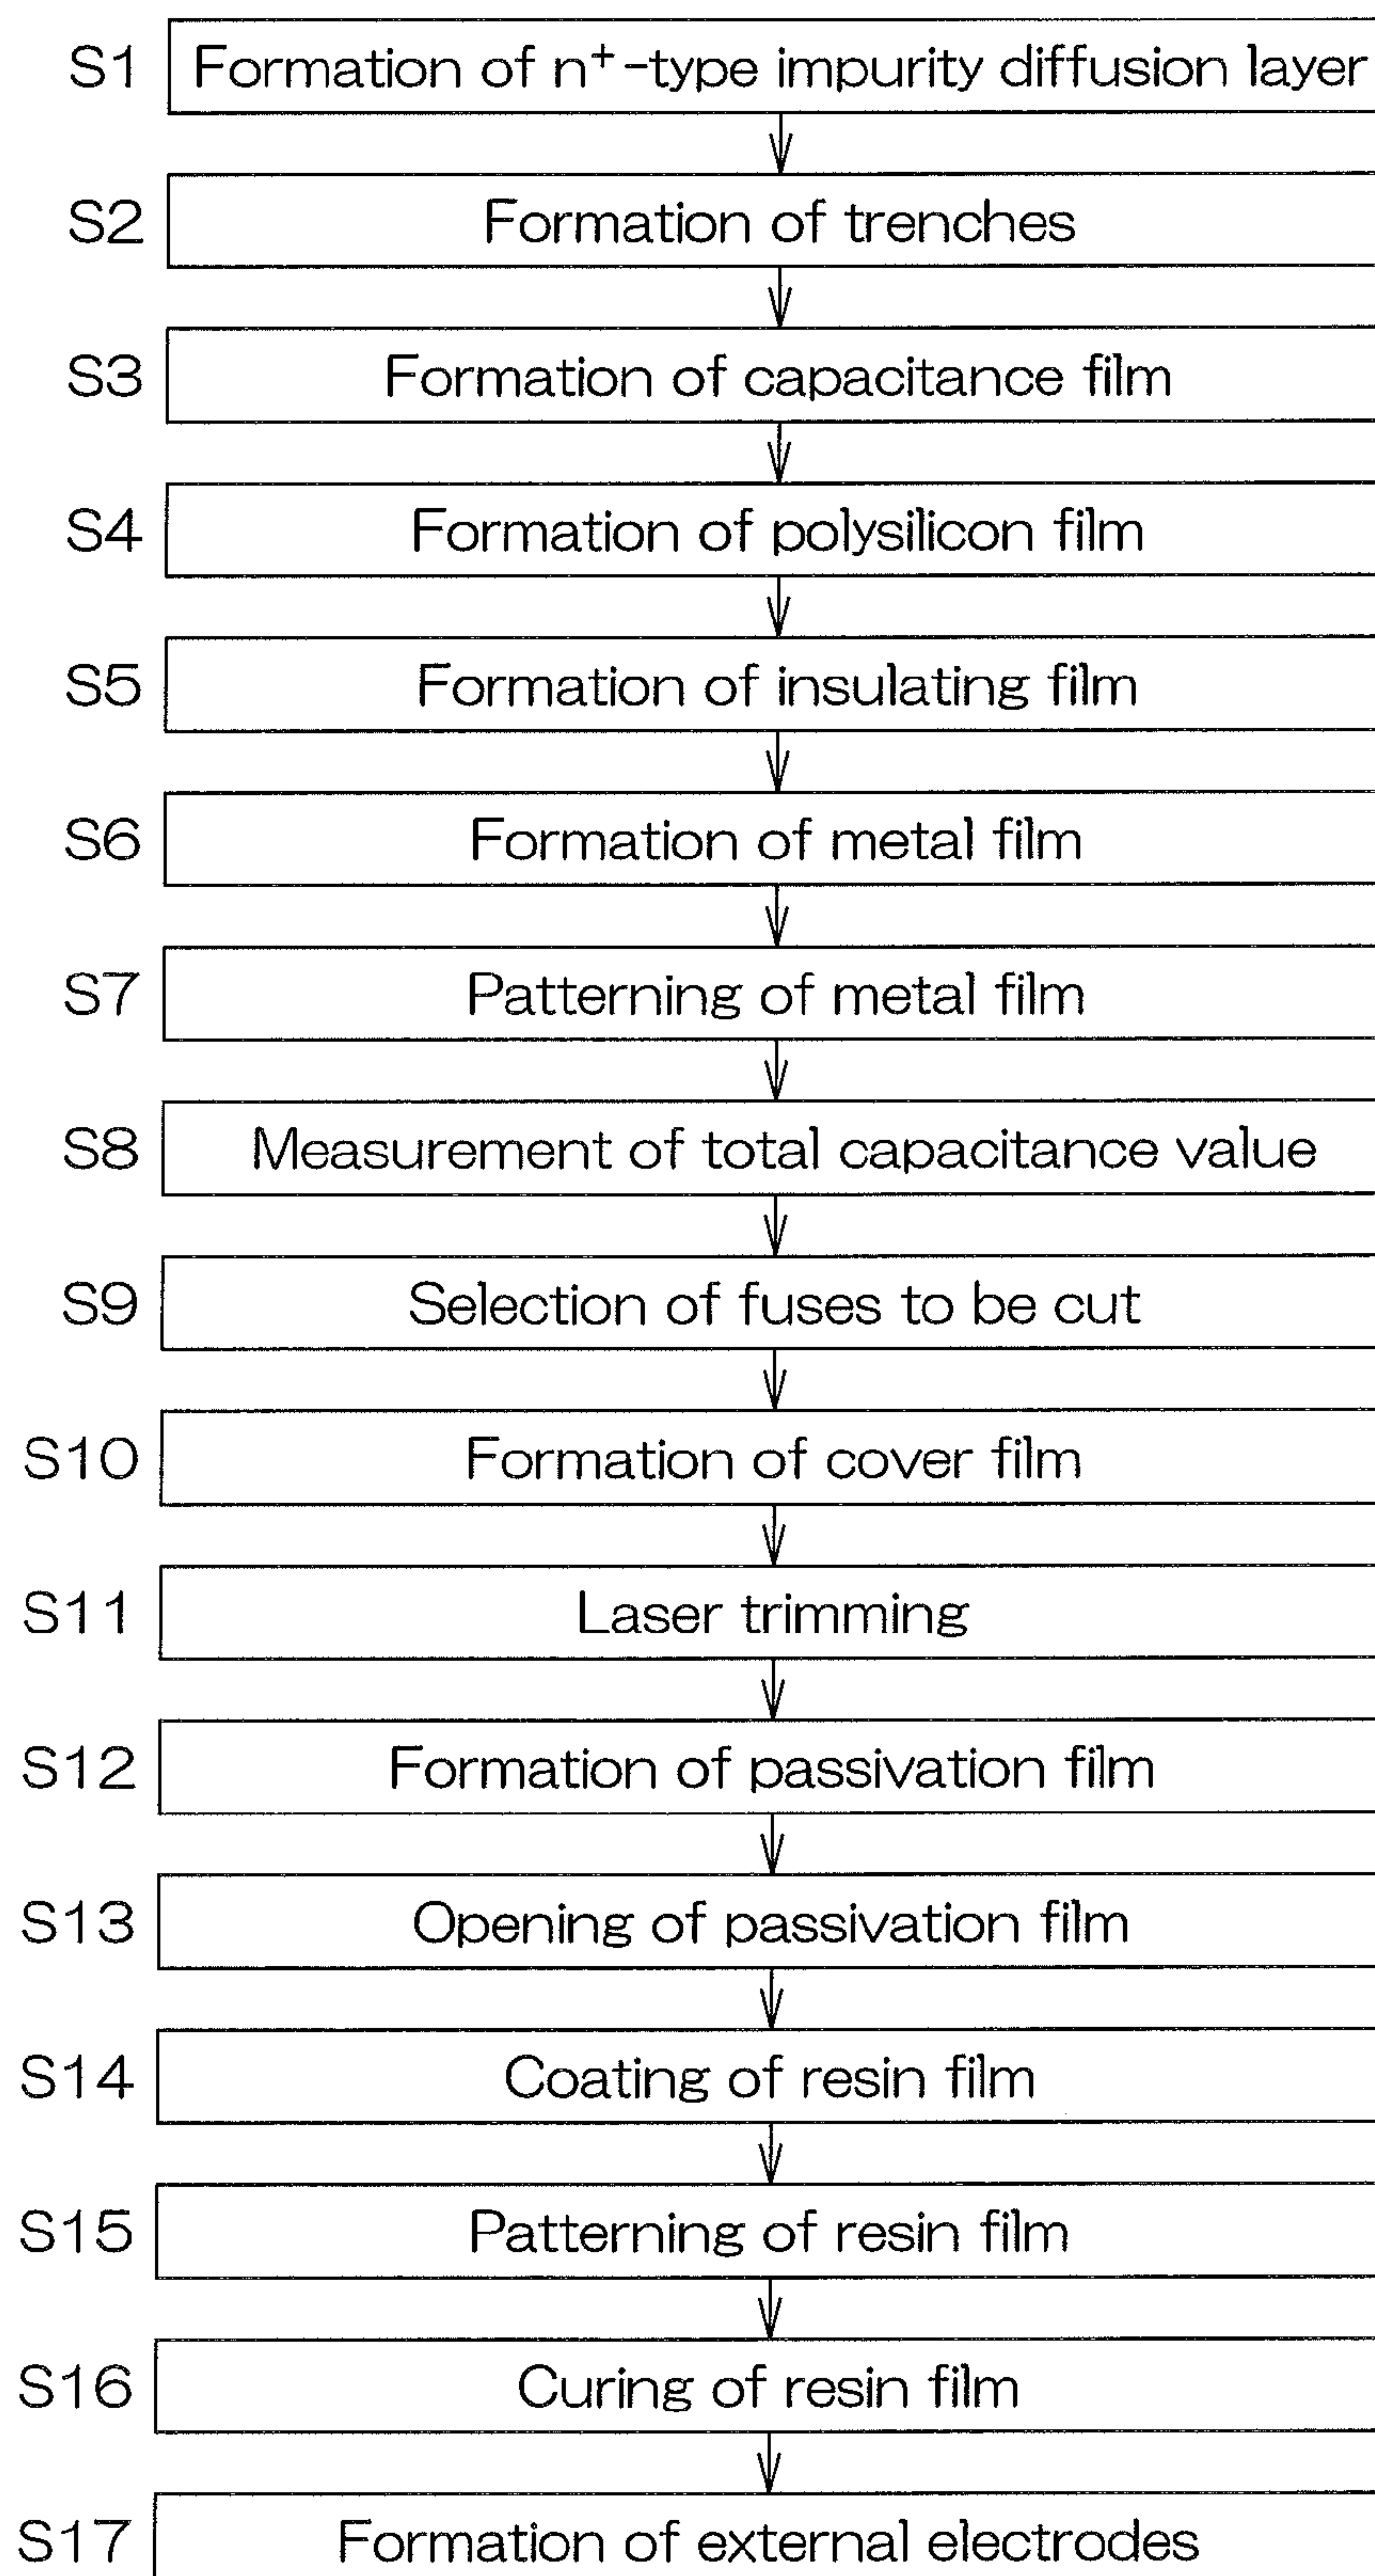 S1 Formation of n⁺-type impurity diffusion layer
S2 Formation of trenches
S3 Formation of capacitance film
S4 Formation of polysilicon film
S5 Formation of insulating film
S6 Formation of metal film
S7 Patterning of metal film
S8 Measurement of total capacitance value
S9 Selection of fuses to be cut
S10 Formation of cover film
S11 Laser trimming
S12 Formation of passivation film
S13 Opening of passivation film
S14 Coating of resin film
S15 Patterning of resin film
S16 Curing of resin film
S17 Formation of external electrodes